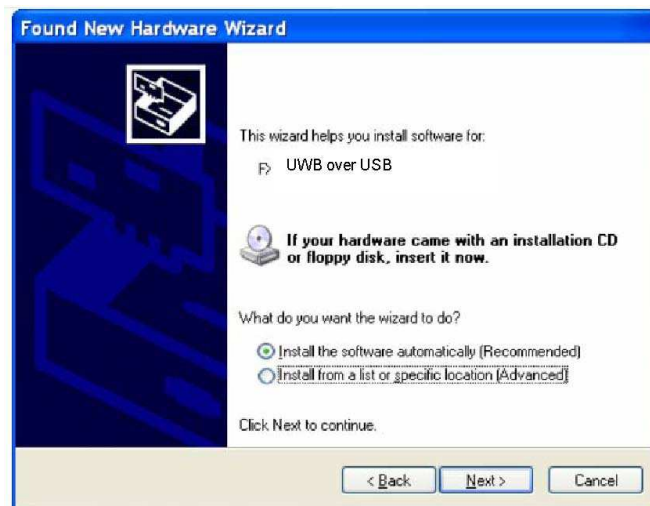 Found New Hardware Wizard
This wizard helps you install software for:
UWB over USB
If your hardware came with an installation CD
or floppy disk, insert it now.
What do you want the wizard to do?
Install the software automatically (Recommended)
Install from a list or specific location (Advanced)
Click Next to continue.
< Back
Next >
Cancel